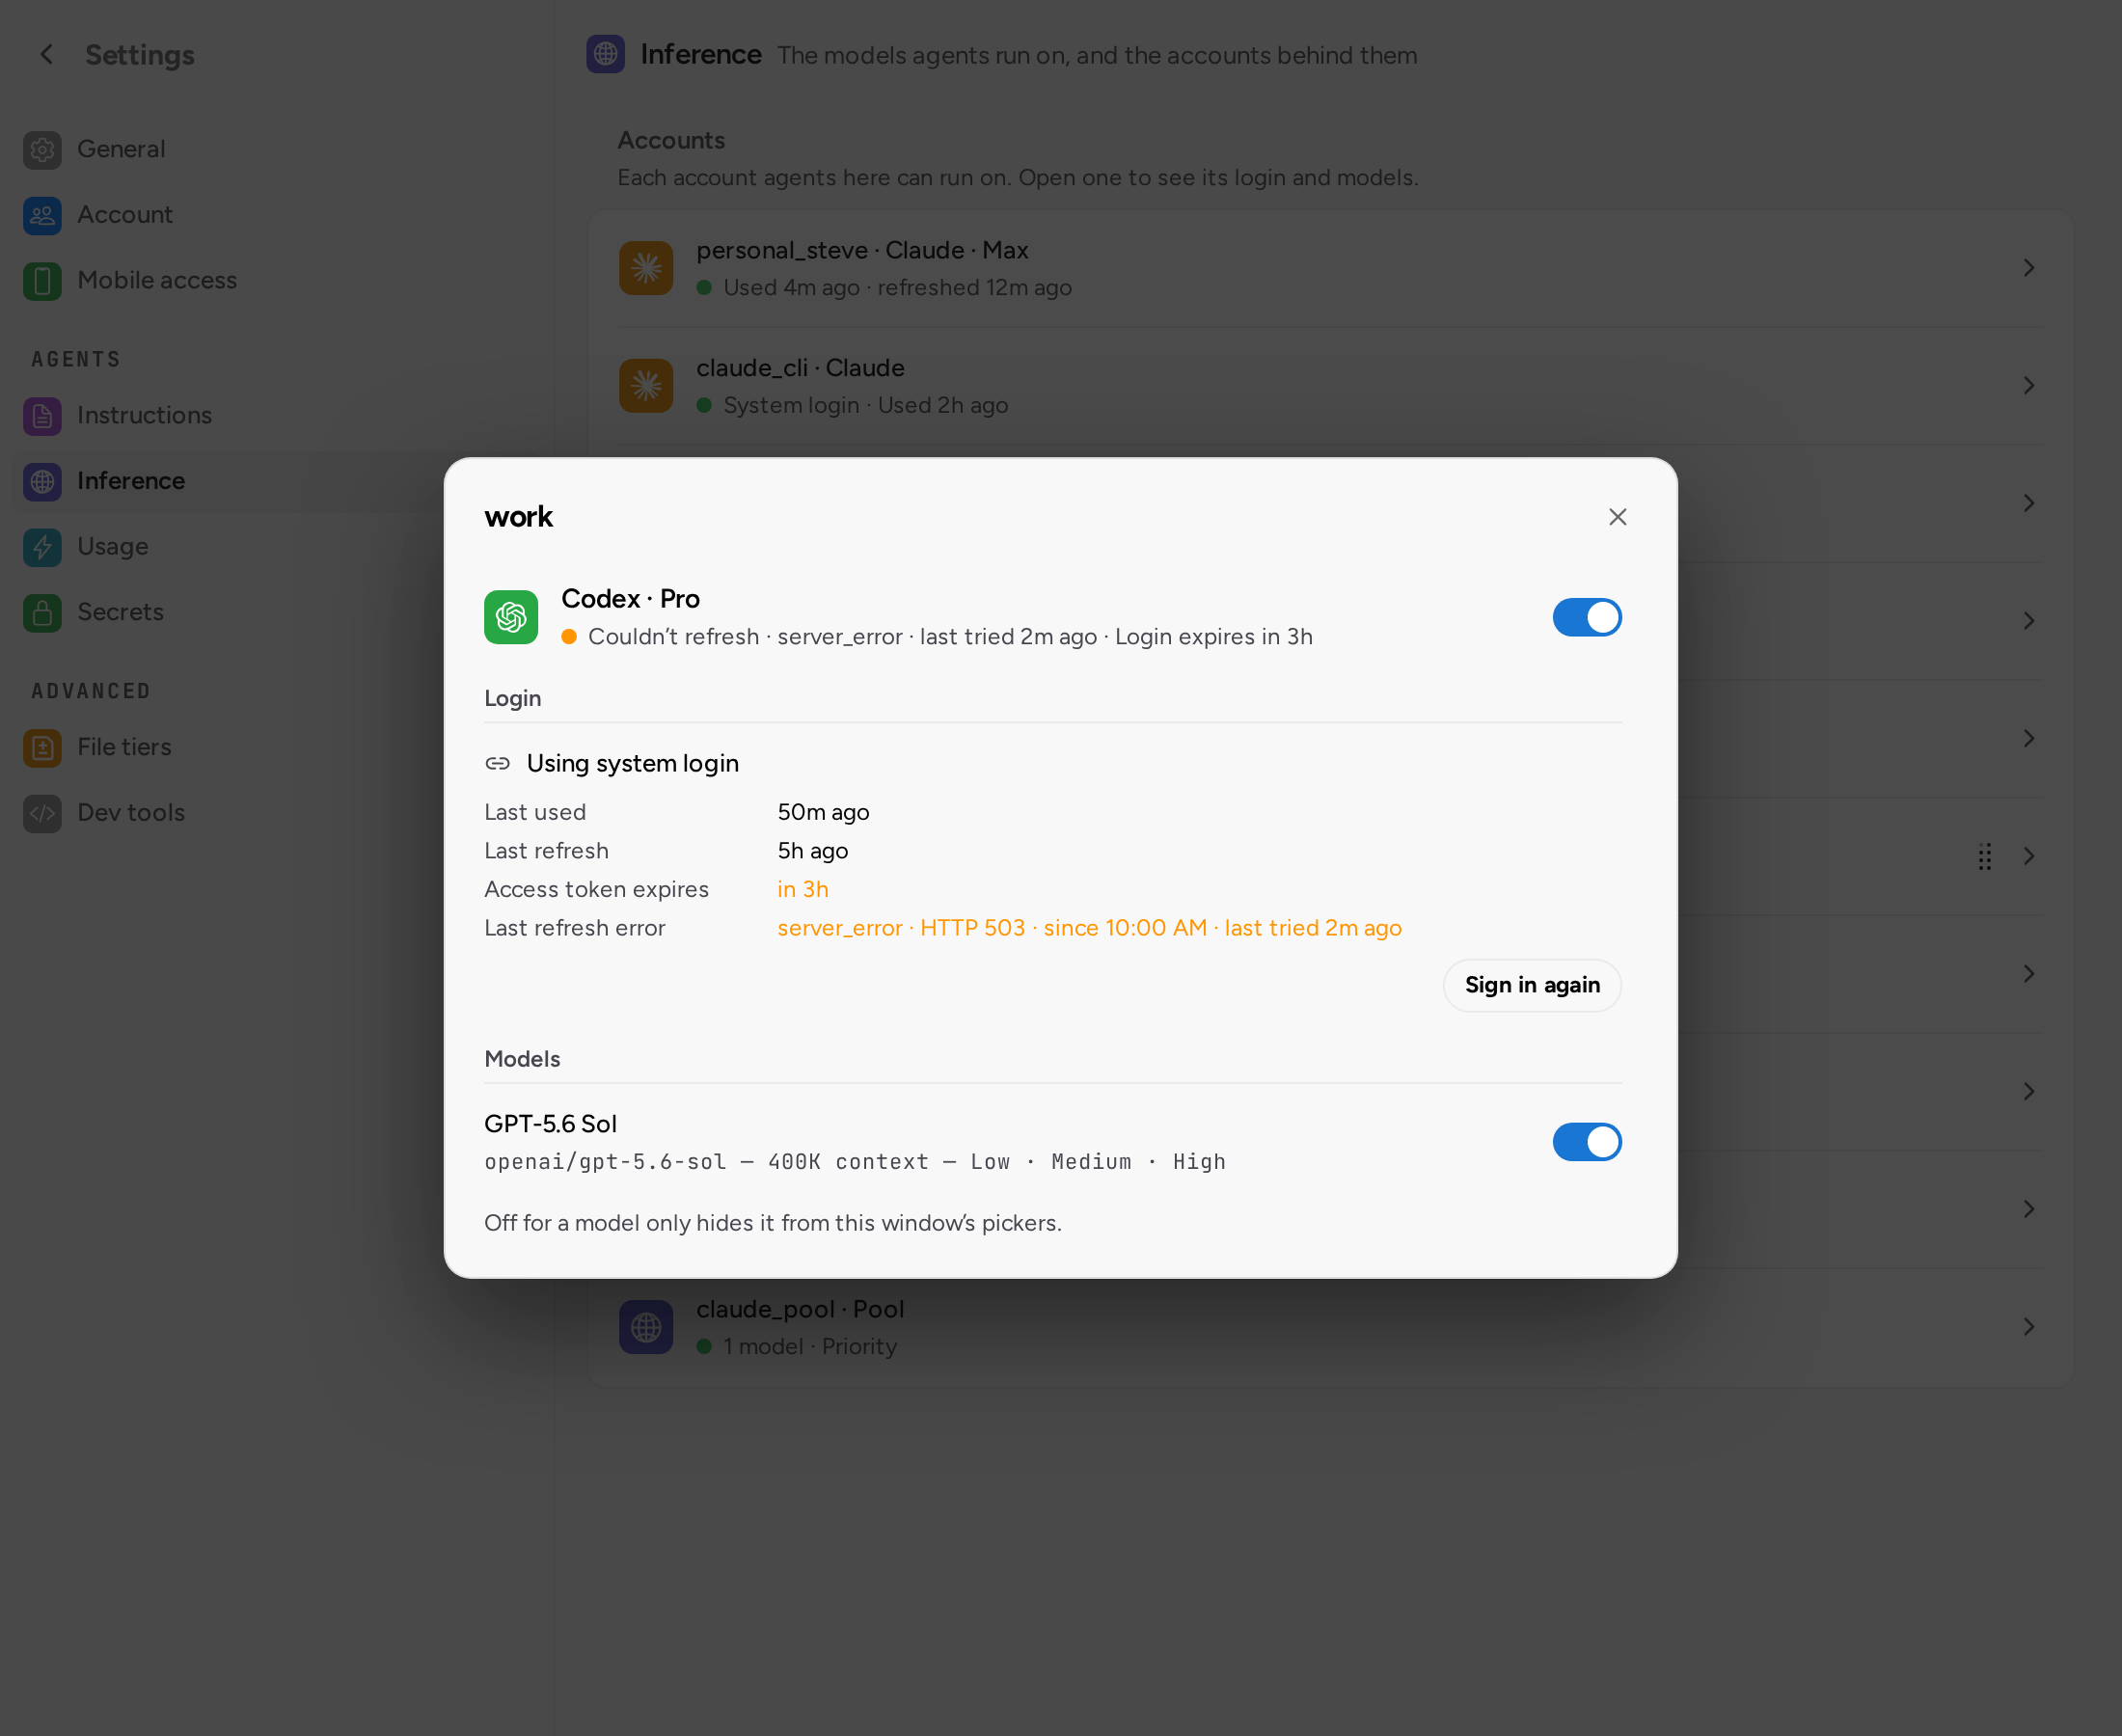 Settings
General
Account
Mobile access
AGENTS
Instructions
Inference
Usage
Secrets
ADVANCED
File tiers
Dev tools
Inference The models agents run on, and the accounts behind them
Accounts
Each account agents here can run on. Open one to see its login and models.
personal_steve · Claude · Max
Used 4m ago · refreshed 12m ago
claude_cli · Claude
System login · Used 2h ago
work
Codex · Pro
Couldn’t refresh · server_error · last tried 2m ago · Login expires in 3h
Login
Using system login
Last used 50m ago
Last refresh 5h ago
Access token expires in 3h
Last refresh error server_error · HTTP 503 · since 10:00 AM · last tried 2m ago
Sign in again
Models
GPT-5.6 Sol
openai/gpt-5.6-sol — 400K context — Low · Medium · High
Off for a model only hides it from this window’s pickers.
claude_pool · Pool
1 model · Priority